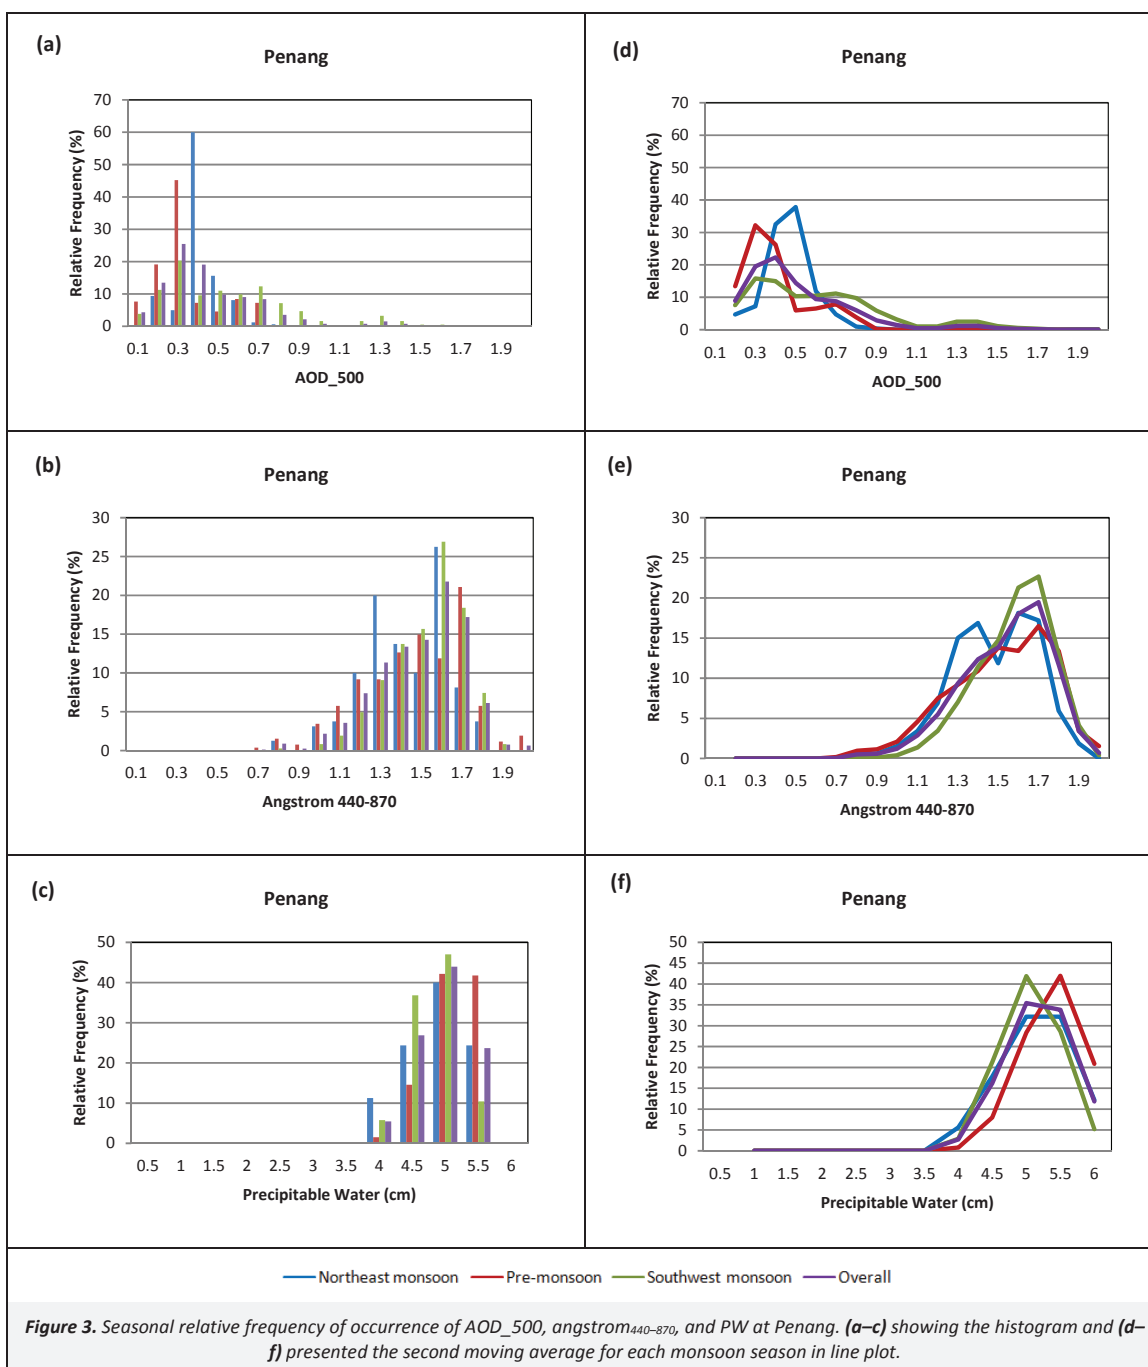 (a)
Penang
Relative Frequency (%)
70
60
50
40
30
20
10
0
0.1 0.3 0.5 0.7 0.9 1.1 1.3 1.5 1.7 1.9
AOD_500
(d)
Penang
Relative Frequency (%)
70
60
50
40
30
20
10
0
0.1 0.3 0.5 0.7 0.9 1.1 1.3 1.5 1.7 1.9
AOD_500
(b)
Penang
Relative Frequency (%)
30
25
20
15
10
5
0
0.1 0.3 0.5 0.7 0.9 1.1 1.3 1.5 1.7 1.9
Angstrom 440-870
(e)
Penang
Relative Frequency (%)
30
25
20
15
10
5
0
0.1 0.3 0.5 0.7 0.9 1.1 1.3 1.5 1.7 1.9
Angstrom 440-870
(c)
Penang
Relative Frequency (%)
50
40
30
20
10
0
0.5 1 1.5 2 2.5 3 3.5 4 4.5 5 5.5 6
Precipitable Water (cm)
(f)
Penang
Relative Frequency (%)
50
45
40
35
30
25
20
15
10
5
0
0.5 1 1.5 2 2.5 3 3.5 4 4.5 5 5.5 6
Precipitable Water (cm)
Northeast monsoon Pre-monsoon Southwest monsoon Overall
Figure 3. Seasonal relative frequency of occurrence of AOD_500, angstrom440–870, and PW at Penang. (a–c) showing the histogram and (d–
f) presented the second moving average for each monsoon season in line plot.